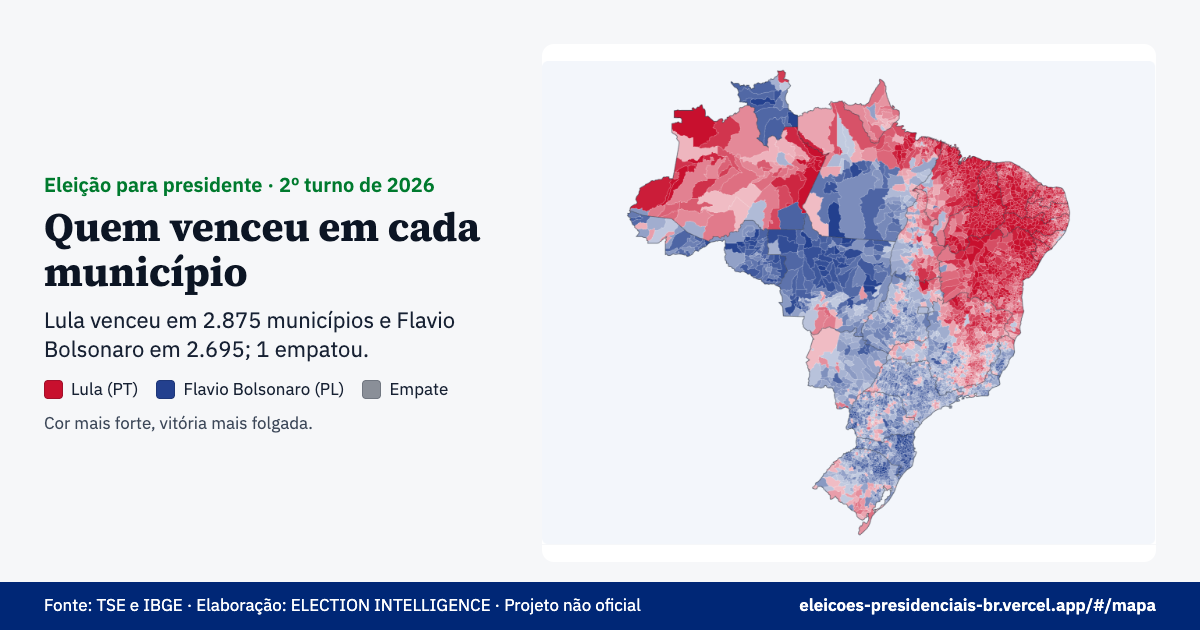 Eleição para presidente · 2º turno de 2026
Quem venceu em cada
município
Lula venceu em 2.875 municípios e Flavio
Bolsonaro em 2.695; 1 empatou.
Lula (PT) Flavio Bolsonaro (PL) Empate
Cor mais forte, vitória mais folgada.
Fonte: TSE e IBGE · Elaboração: ELECTION INTELLIGENCE · Projeto não oficial
eleicoes-presidenciais-br.vercel.app/#/mapa